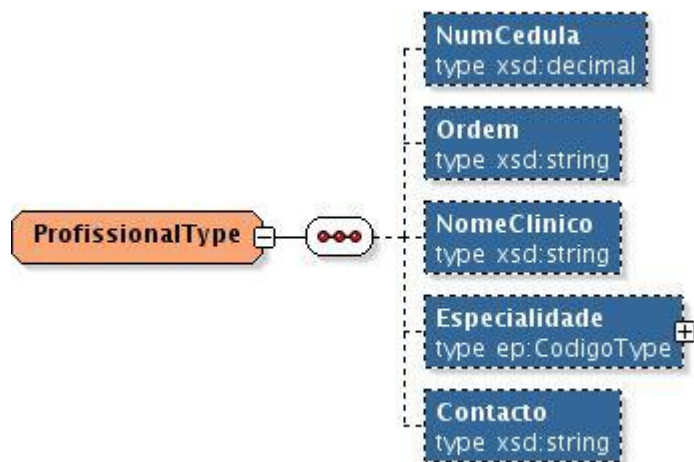 NumCedula
type xsd:decimal
Ordem
type xsd:string
ProfissionalType
NomeClinico
type xsd:string
Especialidade
type ep:CodigoType
Contacto
type xsd:string